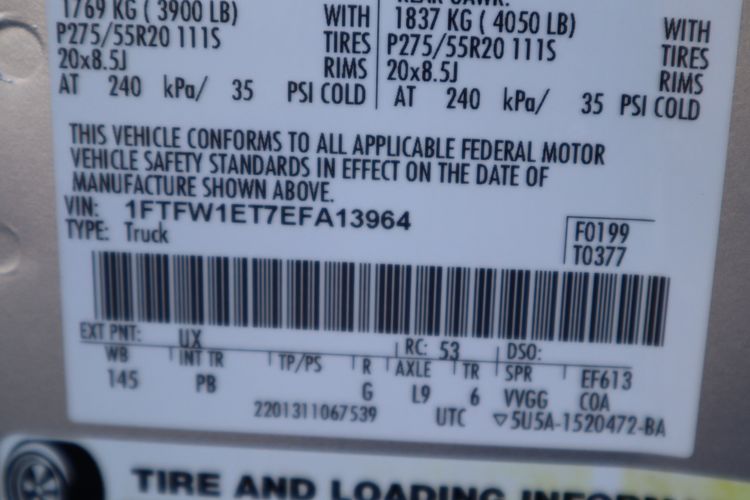 1769 KG ( 3900 LB) WITH 1837 KG ( 4050 LB) WITH
P275/55R20 111S TIRES P275/55R20 111S TIRES
20x8.5J RIMS 20x8.5J RIMS
AT 240 kPa/ 35 PSI COLD AT 240 kPa/ 35 PSI COLD
THIS VEHICLE CONFORMS TO ALL APPLICABLE FEDERAL MOTOR
VEHICLE SAFETY STANDARDS IN EFFECT ON THE DATE OF
MANUFACTURE SHOWN ABOVE.
VIN: 1FTFW1ET7EFA13964
TYPE: Truck
F0199
T0377
EXT PNT: UX RC: 53 DSO:
WB INT TR TP/PS R AXLE TR SPR EF613
145 PB G L9 6 VVGG COA
2201311067539 UTC ▽5U5A-1520472-BA
TIRE AND LOADING